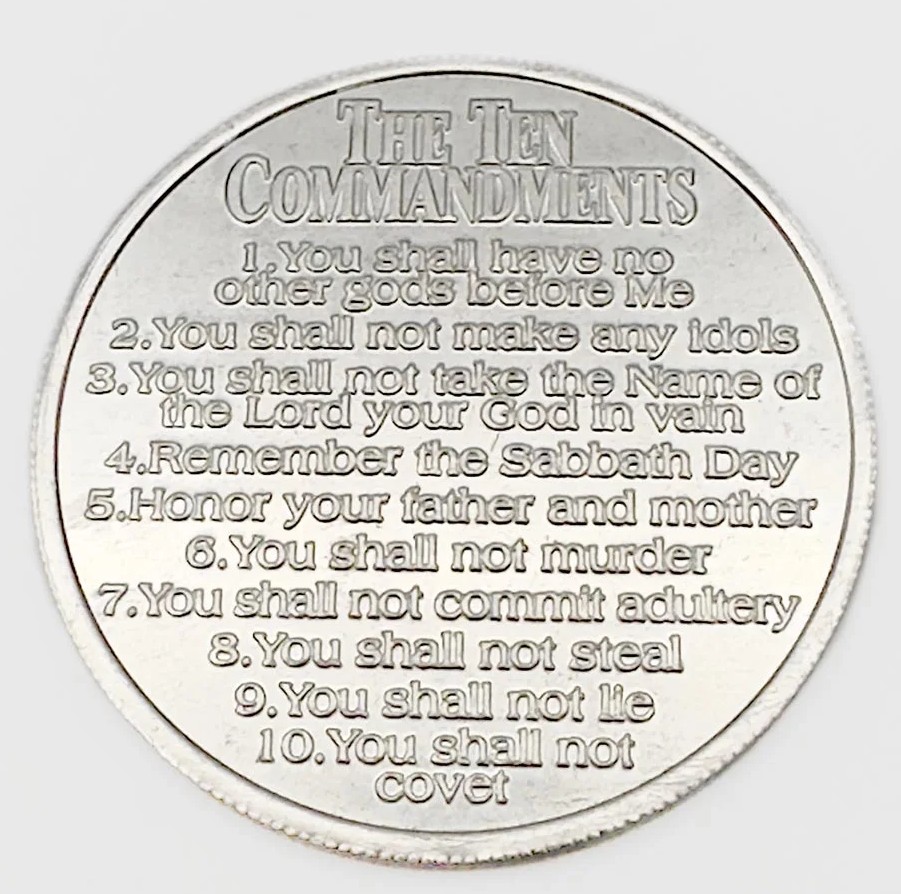 THE TEN
COMMANDMENTS
1.You shall have no
other gods before Me
2.You shall not make any idols
3.You shall not take the Name of
the Lord your God in vain
4.Remember the Sabbath Day
5.Honor your father and mother
6.You shall not murder
7.You shall not commit adultery
8.You shall not steal
9.You shall not lie
10.You shall not
covet